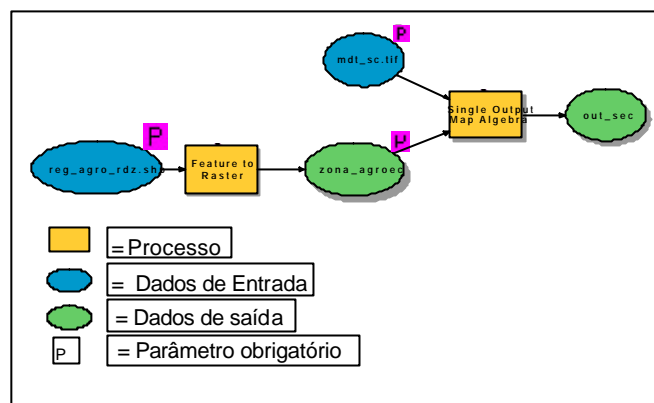 P
mdt_sc.tif
P
Single Output
Map Algebra
out_sec
P
reg_agro_rdz.sh
Feature to
Raster
zona_agroec
= Processo
= Dados de Entrada
= Dados de saída
P
= Parâmetro obrigatório